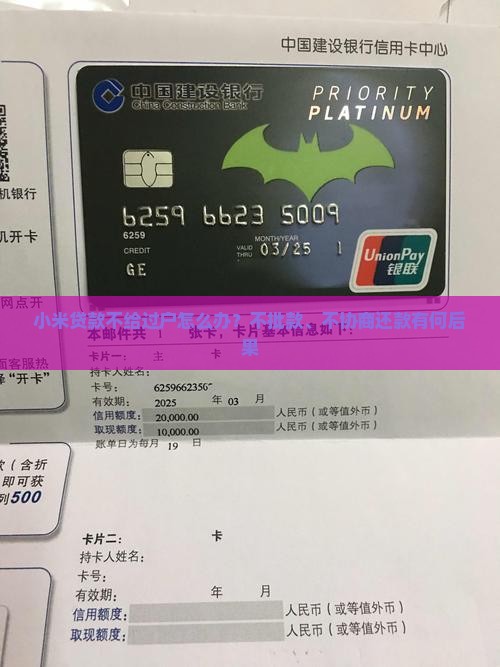 中国建设银行信用卡中心
中国建设银行
China Construction Bank
PRIORITY
PLATINUM
6259 6623 5009
6259
MONTH/YEAR
CREDIT
VALID THRU
03/25
1
GE
UnionPay
银联
机银行
机开卡
网点开
小米贷款不给过户怎么办？不批款、不协商还款有何后
果
本邮件共 1 张卡，卡片基本信息如下：
卡片一： 主 卡
持卡人姓名：
卡号： 6259662356
有效期： 2025 年 03 月
信用额度： 20,000.00 人民币（或等值外币）
取现额度： 10,000.00 人民币（或等值外币）
账单日为每月 19 日
面客服热
“开卡”
（含折
即可获
列500
卡片二： 卡
持卡人姓名：
卡号：
有效期： 年 月
信用额度： 人民币（或等值外币）
取现额度： 人民币（或等值外币）